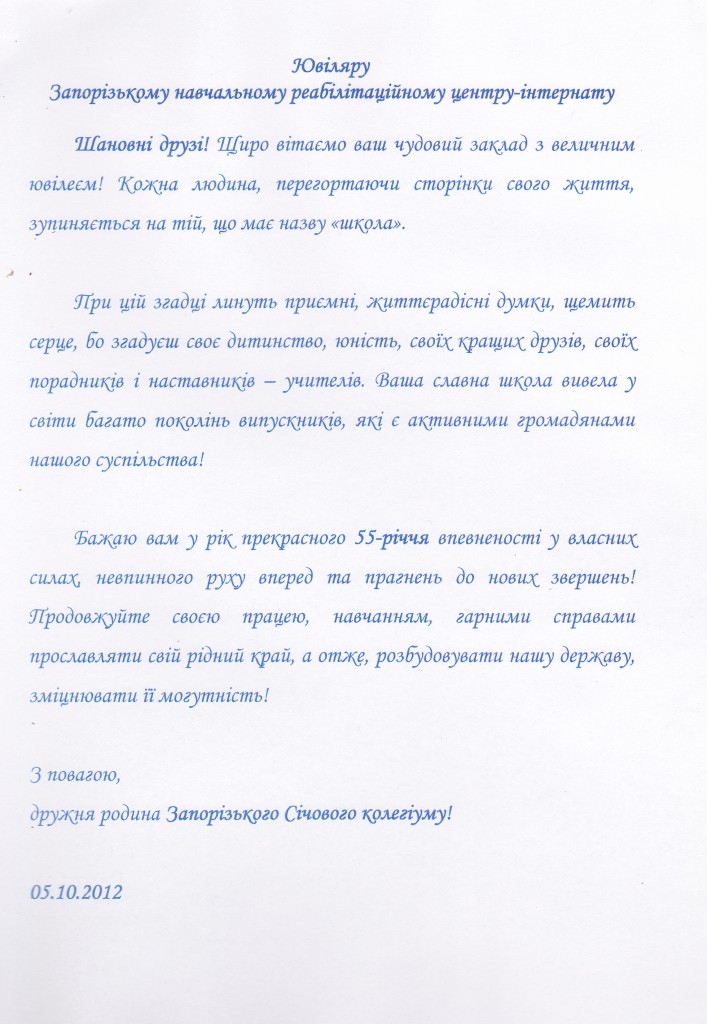 Ювіляру
Запорізькому навчальному реабілітаційному центру-інтернату
Шановні друзі! Щиро вітаємо ваш чудовий заклад з величним
ювілеєм! Кожна людина, перегортаючи сторінки свого життя,
зупиняється на тій, що має назву «школа».
При цій згадці линуть приємні, життєрадісні думки, щемить
серце, бо згадуєш своє дитинство, юність, своїх кращих друзів, своїх
порадників і наставників – учителів. Ваша славна школа вивела у
світи багато поколінь випускників, які є активними громадянами
нашого суспільства!
Бажаю вам у рік прекрасного 55-річчя впевненості у власних
силах, невпинного руху вперед та прагнень до нових звершень!
Продовжуйте своєю працею, навчанням, гарними справами
прославляти свій рідний край, а отже, розбудовувати нашу державу,
зміцнювати її могутність!
З повагою,
дружня родина Запорізького Січового колегіуму!
05.10.2012